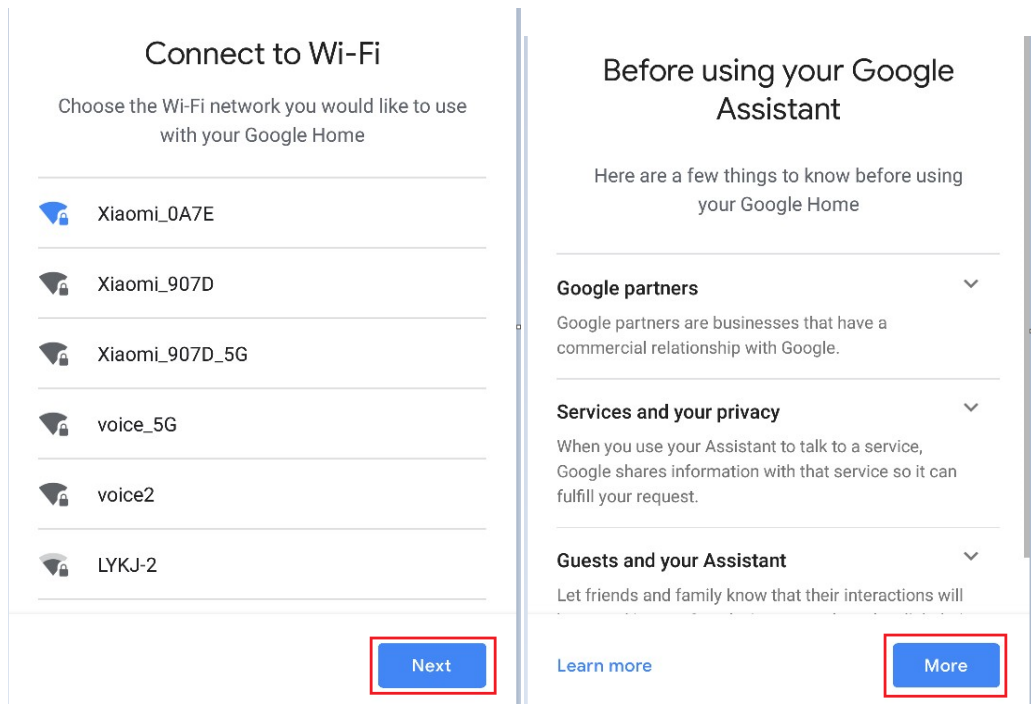 Connect to Wi-Fi
Choose the Wi-Fi network you would like to use
with your Google Home
Xiaomi_0A7E
Xiaomi_907D
Xiaomi_907D_5G
voice_5G
voice2
LYKJ-2
Next
Before using your Google
Assistant
Here are a few things to know before using
your Google Home
Google partners
Google partners are businesses that have a
commercial relationship with Google.
Services and your privacy
When you use your Assistant to talk to a service,
Google shares information with that service so it can
fulfill your request.
Guests and your Assistant
Let friends and family know that their interactions will
Learn more
More